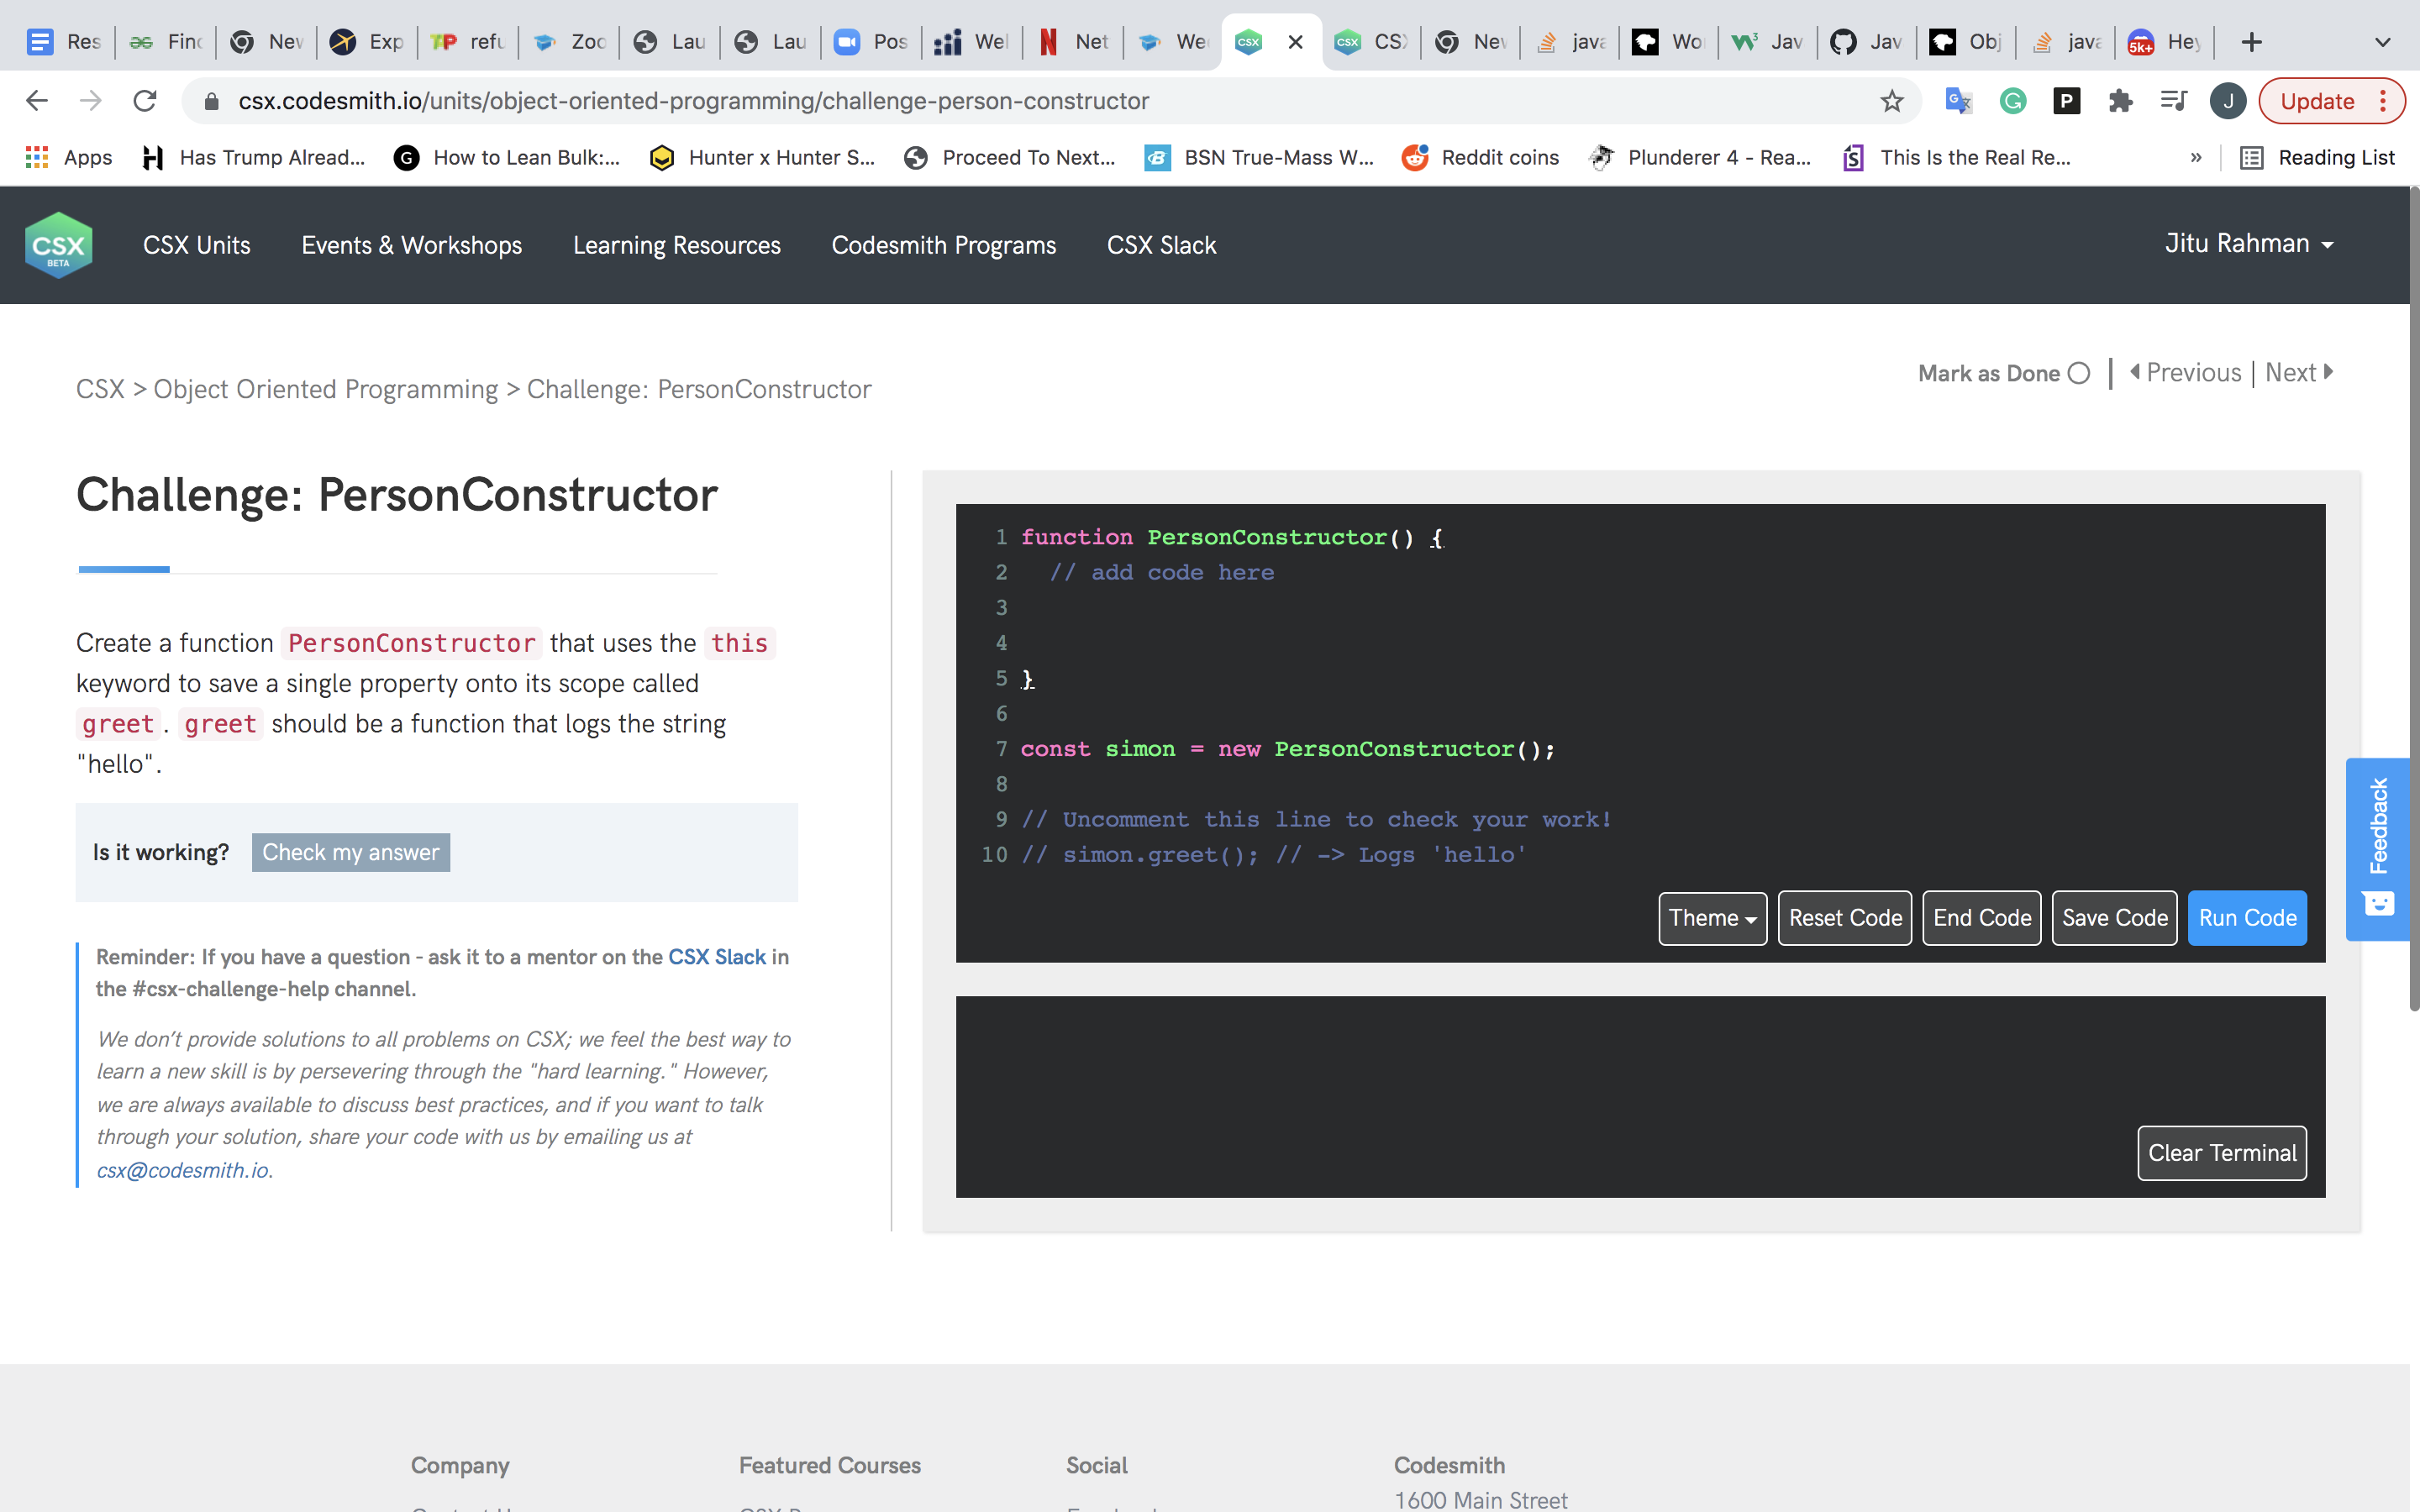 Res
Find
New
Exp
TP refu
Zoo
Lau
Lau
Pos
Wel
N Net
Wee
CSX
CSX CSX
New
java
Wor
W3 Jav
Jav
Obj
java
5k+ Hey
csx.codesmith.io/units/object-oriented-programming/challenge-person-constructor
G
P
J
Update
Apps
Has Trump Alread...
G How to Lean Bulk:...
Hunter x Hunter S...
Proceed To Next...
B BSN True-Mass W...
Reddit coins
Plunderer 4 - Rea...
S This Is the Real Re...
»
Reading List
CSX
BETA
CSX Units
Events & Workshops
Learning Resources
Codesmith Programs
CSX Slack
Jitu Rahman
CSX > Object Oriented Programming > Challenge: PersonConstructor
Mark as Done
Previous | Next
Challenge: PersonConstructor
Create a function PersonConstructor that uses the this
keyword to save a single property onto its scope called
greet. greet should be a function that logs the string
"hello".
Is it working?
Check my answer
Reminder: If you have a question - ask it to a mentor on the CSX Slack in
the #csx-challenge-help channel.
We don’t provide solutions to all problems on CSX; we feel the best way to
learn a new skill is by persevering through the "hard learning." However,
we are always available to discuss best practices, and if you want to talk
through your solution, share your code with us by emailing us at
csx@codesmith.io.
1 function PersonConstructor() {
2 // add code here
3
4
5 }
6
7 const simon = new PersonConstructor();
8
9 // Uncomment this line to check your work!
10 // simon.greet(); // -> Logs 'hello'
Theme
Reset Code
End Code
Save Code
Run Code
Clear Terminal
Feedback
Company
Featured Courses
Social
Codesmith
1600 Main Street